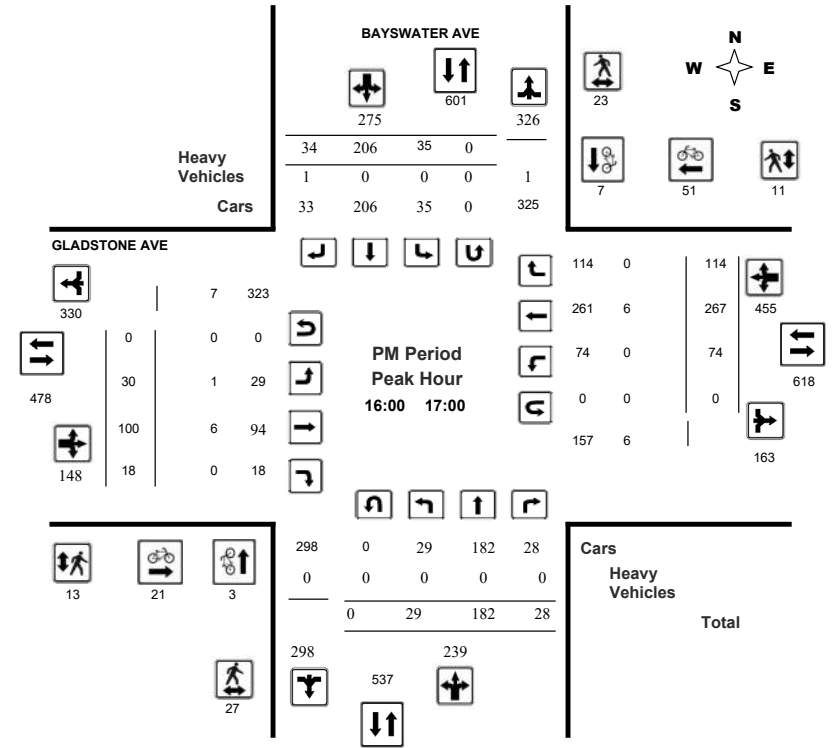 BAYSWATER AVE
N
W E
S
601
23
275
326
34 206 35 0
Heavy
Vehicles
1 0 0 0 1
Cars
33 206 35 0 325
7 51 11
GLADSTONE AVE
330
7 323
114 0 114
261 6 267 455
0 0 0
478
30 1 29
PM Period
Peak Hour
16:00 17:00
74 0 74
618
0 0 0
100 6 94
148
18 0 18
157 6
163
298 0 29 182 28
Cars
0 0 0 0 0
Heavy
Vehicles
13 21 3
0 29 182 28
Total
298
239
537
27